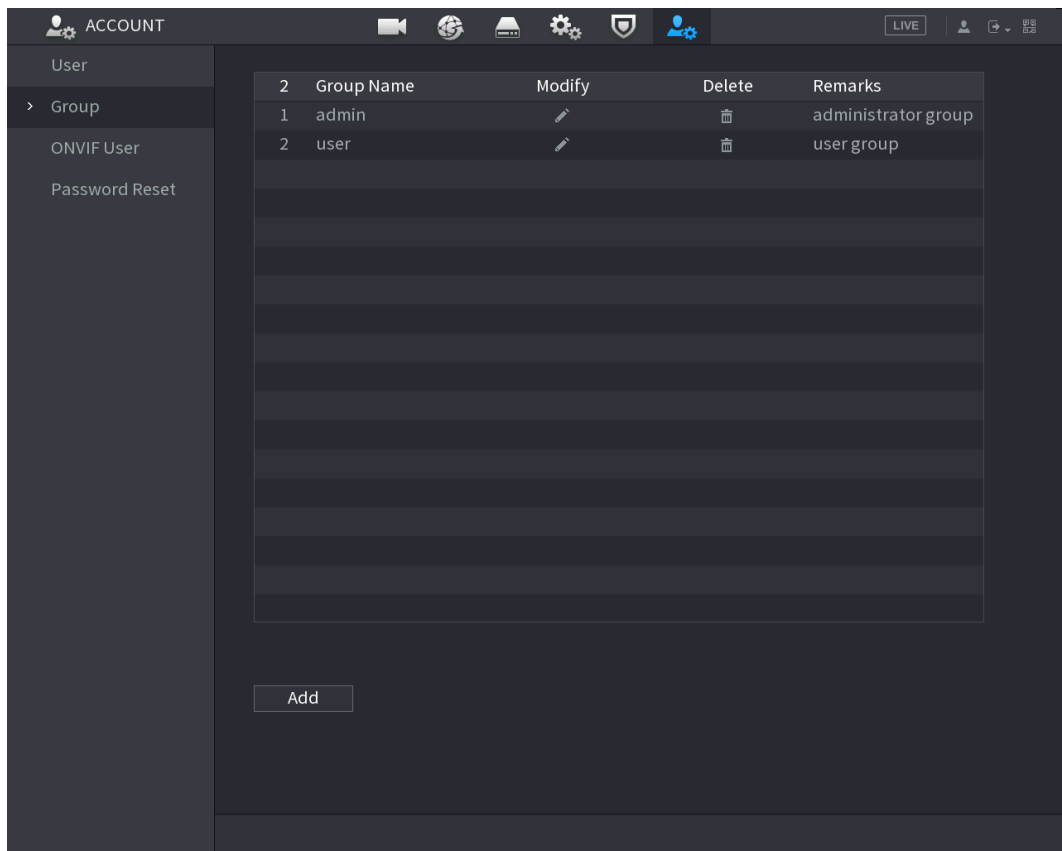 ACCOUNT
LIVE
User
Group
ONVIF User
Password Reset
2 Group Name Modify Delete Remarks
1 admin administrator group
2 user user group
Add